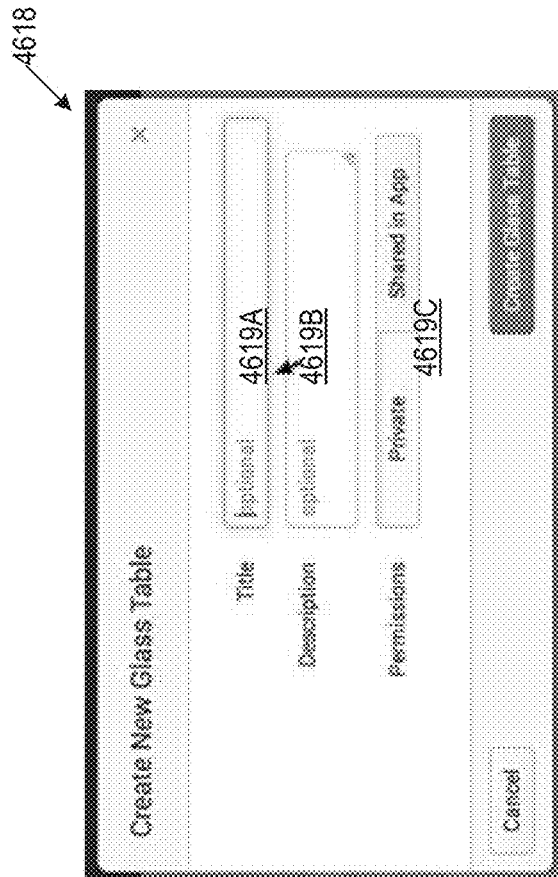 4618
Create New Glass Table
×
Title
optional
4619A
Description
optional
4619B
Permissions
Private
Shared in App
4619C
Cancel